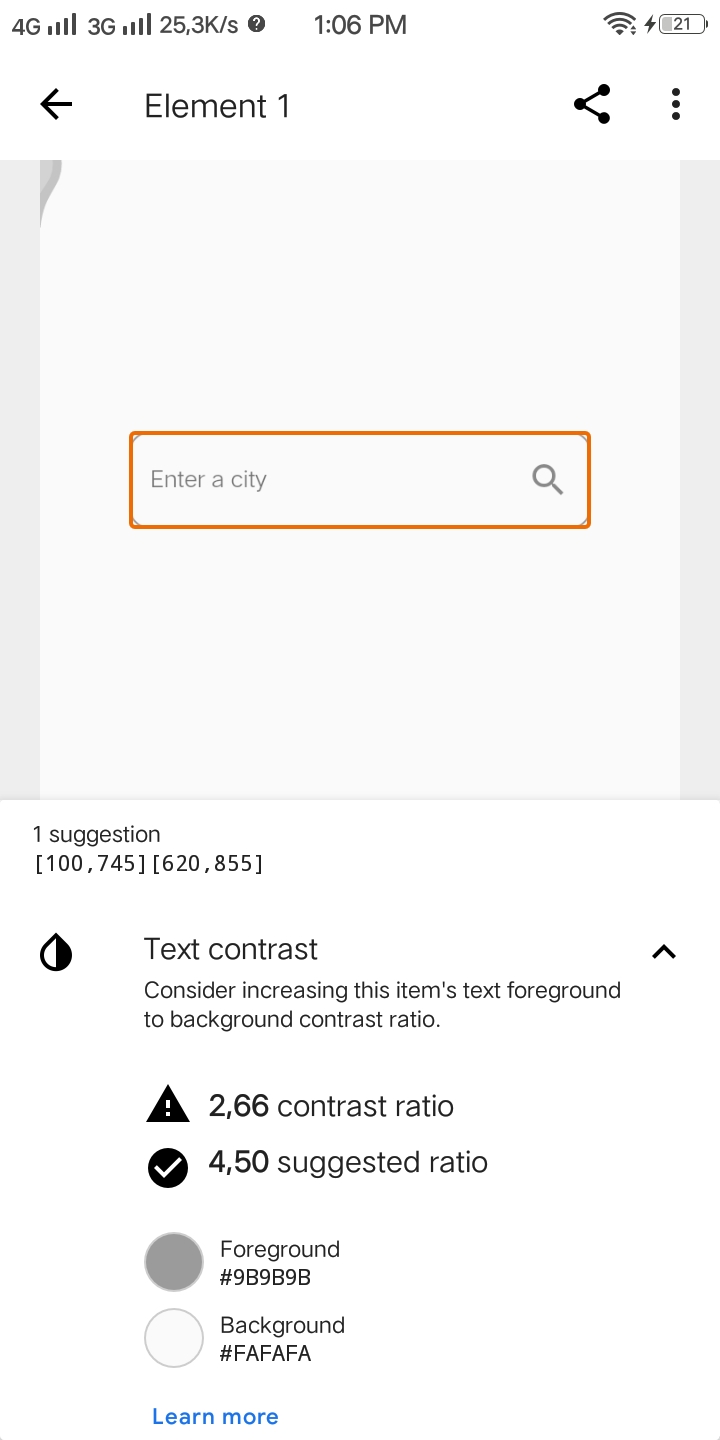 4G 3G 25,3K/s 1:06 PM 21
Element 1
Enter a city
1 suggestion
[100,745][620,855]
Text contrast
Consider increasing this item's text foreground
to background contrast ratio.
2,66 contrast ratio
4,50 suggested ratio
Foreground
#9B9B9B
Background
#FAFAFA
Learn more